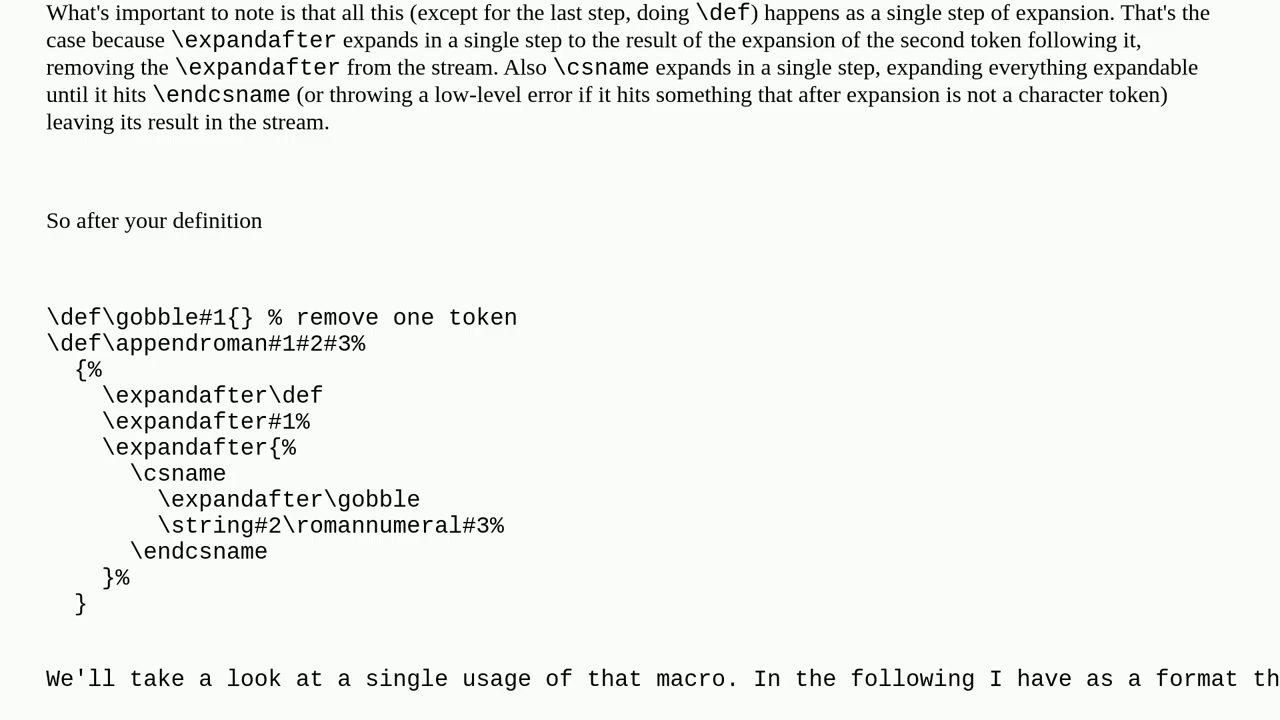 What's important to note is that all this (except for the last step, doing \def) happens as a single step of expansion. That's the
case because \expandafter expands in a single step to the result of the expansion of the second token following it,
removing the \expandafter from the stream. Also \csname expands in a single step, expanding everything expandable
until it hits \endcsname (or throwing a low-level error if it hits something that after expansion is not a character token)
leaving its result in the stream.
So after your definition
\def\gobble#1{} % remove one token
\def\appendroman#1#2#3%
  {%
    \expandafter\def
    \expandafter#1%
    \expandafter{%
      \csname
        \expandafter\gobble
        \string#2\romannumeral#3%
      \endcsname
    }%
  }
We'll take a look at a single usage of that macro. In the following I have as a format th